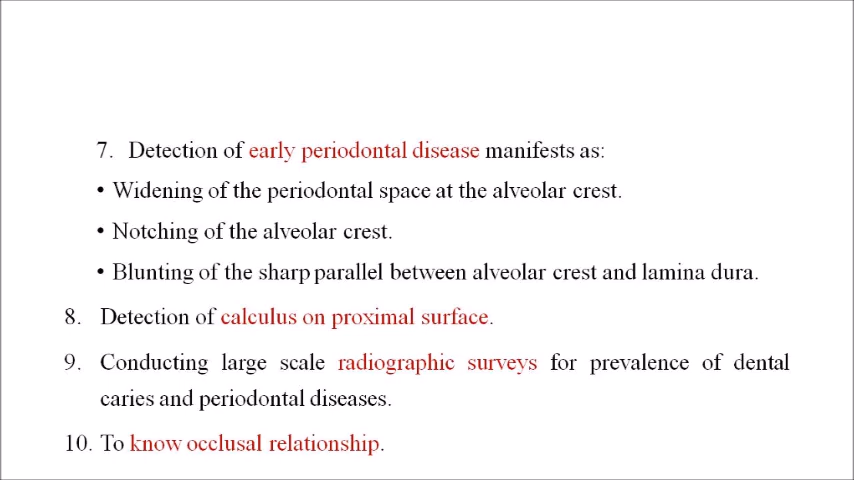 7. Detection of early periodontal disease manifests as:
• Widening of the periodontal space at the alveolar crest.
• Notching of the alveolar crest.
• Blunting of the sharp parallel between alveolar crest and lamina dura.
8. Detection of calculus on proximal surface.
9. Conducting large scale radiographic surveys for prevalence of dental
caries and periodontal diseases.
10. To know occlusal relationship.